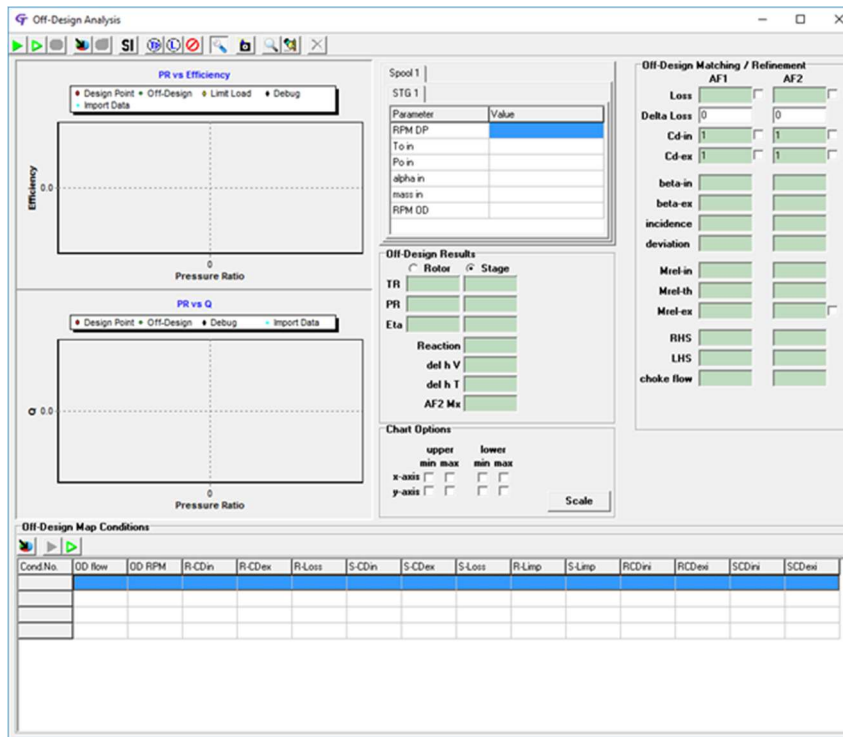 Off-Design Analysis
SI
PR vs Efficiency
Design Point Off-Design Limit Load Debug
Import Data
Efficiency
0.0
0
Pressure Ratio
PR vs Q
Design Point Off-Design Debug Import Data
Q
0.0
0
Pressure Ratio
Spool 1
STG 1
Parameter Value
RPM DP
To in
Po in
alpha in
mass in
RPM OD
Off-Design Results
Rotor Stage
TR
PR
Eta
Reaction
del h V
del h T
AF2 Mx
Chart Options
upper lower
min max min max
x-axis
y-axis
Scale
Off-Design Matching / Refinement
AF1 AF2
Loss
Delta Loss 0 0
Cd-in 1 1
Cd-ex 1 1
beta-in
beta-ex
incidence
deviation
Mrel-in
Mrel-th
Mrel-ex
RHS
LHS
choke flow
Off-Design Map Conditions
Cond.No. OD flow OD RPM R-CDin R-CDex R-Loss S-CDin S-CDex S-Loss R-Limp S-Limp RCDini RCDexi SCDini SCDexi